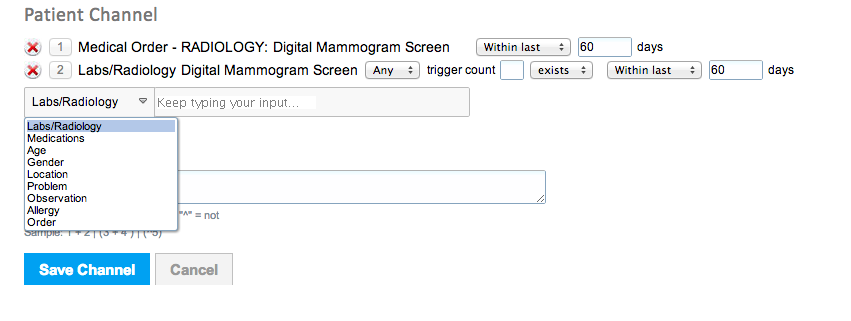 Patient Channel
1 Medical Order - RADIOLOGY: Digital Mammogram Screen Within last 60 days
2 Labs/Radiology Digital Mammogram Screen Any trigger count exists Within last 60 days
Labs/Radiology Keep typing your input...
Labs/Radiology
Medications
Age
Gender
Location
Problem
Observation
Allergy
"^" = not
Order
Sample: 1 + 2 | (3 + 4 ) | (^5)
Save Channel Cancel